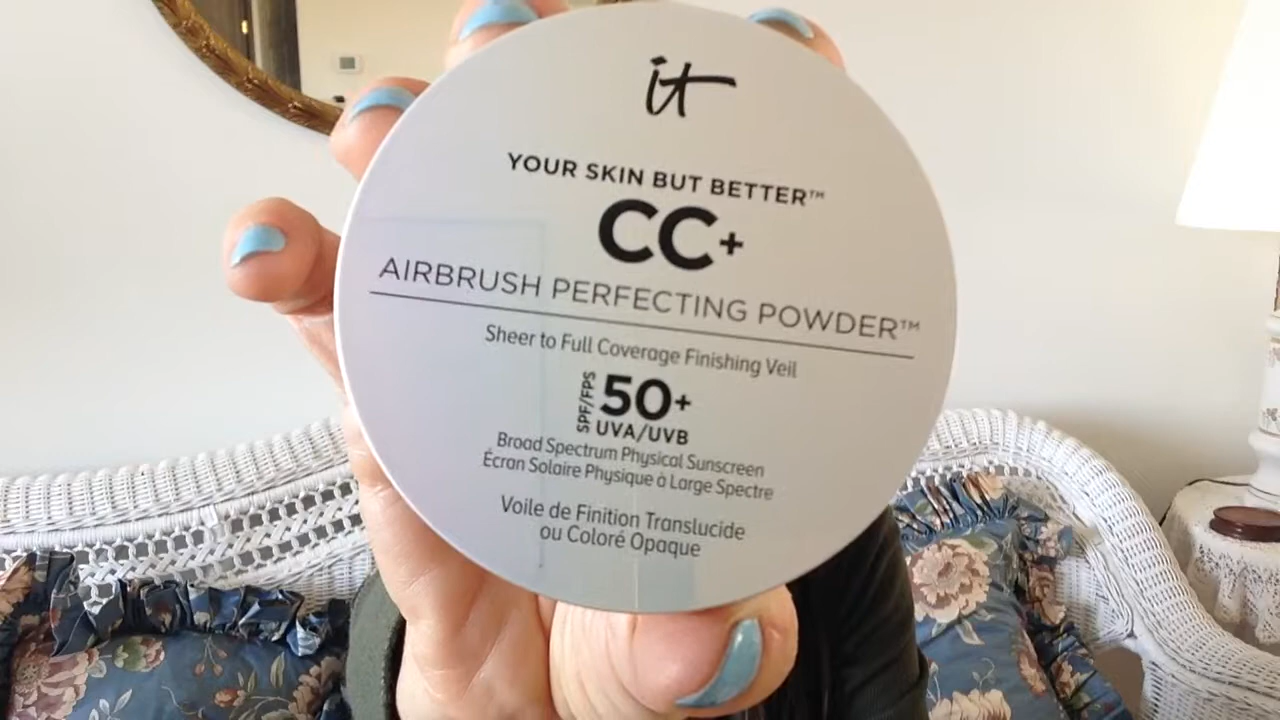 it
YOUR SKIN BUT BETTER™
CC+
AIRBRUSH PERFECTING POWDER™
Sheer to Full Coverage Finishing Veil
SPF/FPS 50+
UVA/UVB
Broad Spectrum Physical Sunscreen
Écran Solaire Physique à Large Spectre
Voile de Finition Translucide
ou Coloré Opaque